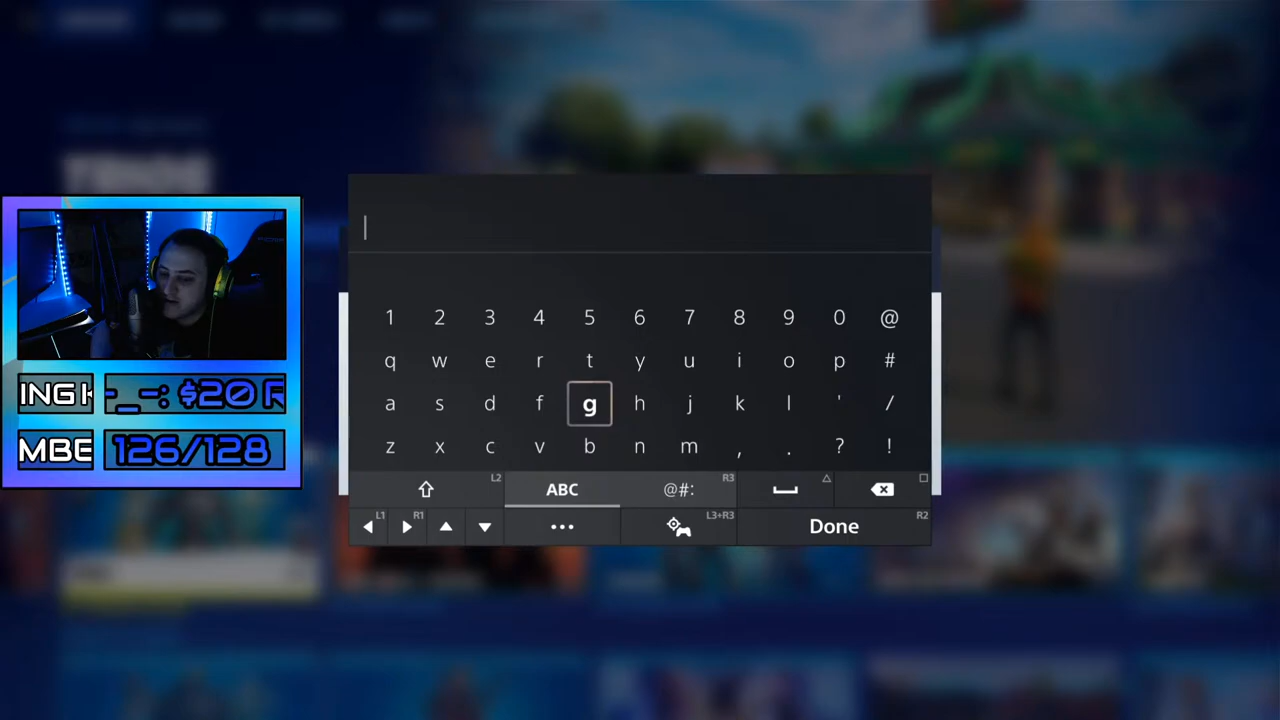 TRIOS
ING K
-_-: $20 R
MBE
126/128
1 2 3 4 5 6 7 8 9 0 @
q w e r t y u i o p #
a s d f g h j k l ' /
z x c v b n m , . ? !
L2
ABC
@#:
R3
L1
R1
...
L3+R3
Done
R2